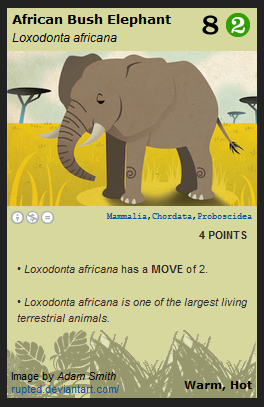 African Bush Elephant
Loxodonta africana
8 2
Mammalia, Chordata, Proboscidea
4 POINTS
• Loxodonta africana has a MOVE of 2.
• Loxodonta africana is one of the largest living
terrestrial animals.
Image by Adam Smith
rupted.deviantart.com/
Warm, Hot